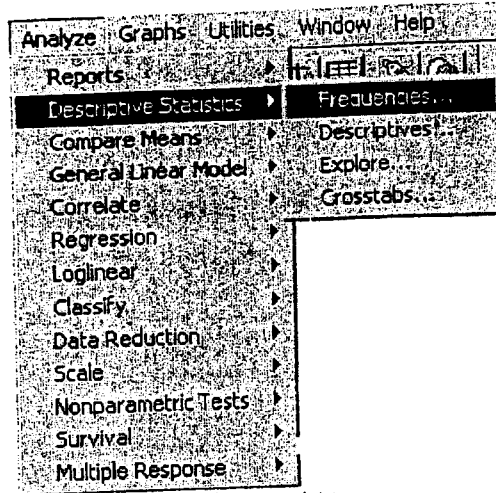 Analyze Graphs Utilities Window Help
Reports
Descriptive Statistics
Frequencies...
Compare Means
Descriptives...
General Linear Model
Explore...
Correlate
Crosstabs...
Regression
Loglinear
Classify
Data Reduction
Scale
Nonparametric Tests
Survival
Multiple Response